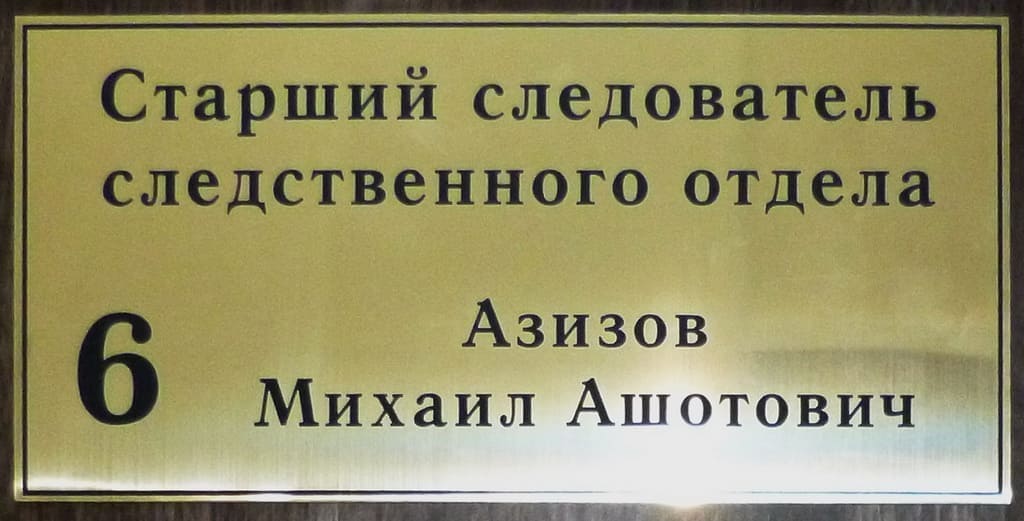 Старший следователь
следственного отдела
6
Азизов
Михаил Ашотович